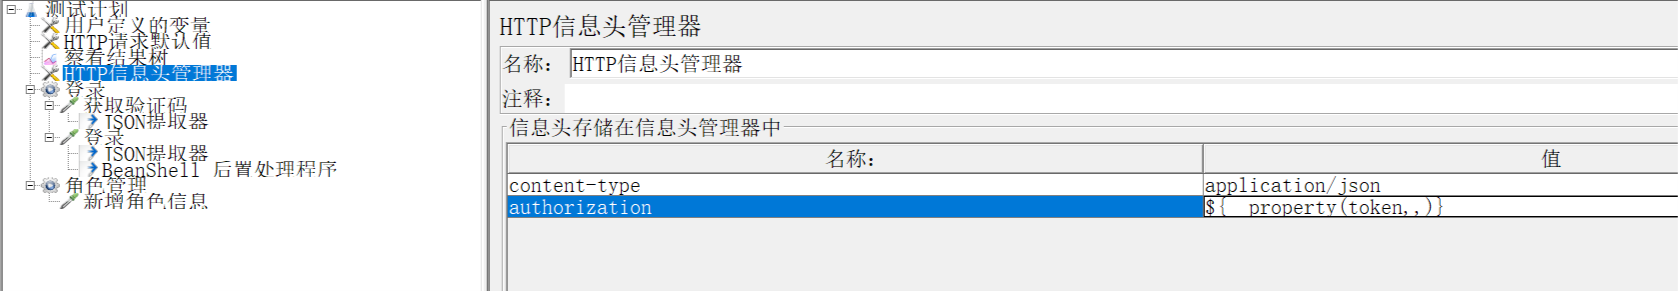 测试计划
用户定义的变量
HTTP请求默认值
察看结果树
HTTP信息头管理器
登录
获取验证码
JSON提取器
登录
JSON提取器
BeanShell 后置处理程序
角色管理
新增角色信息
HTTP信息头管理器
名称： HTTP信息头管理器
注释：
信息头存储在信息头管理器中
名称： 值
content-type application/json
authorization ${__property(token,,)}